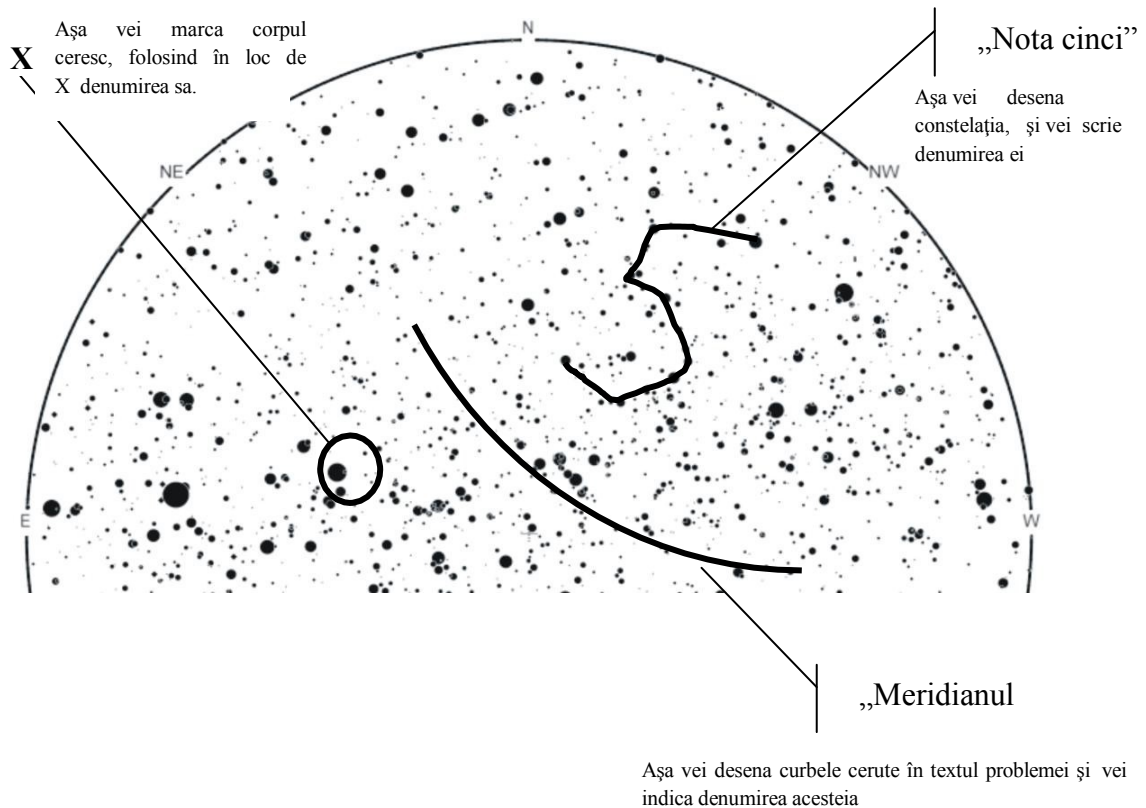 Așa vei marca corpul
X ceresc, folosind în loc de
X denumirea sa.
N
„Nota cinci”
Așa vei desena
constelația, și vei scrie
denumirea ei
NE
NW
E
W
„Meridianul
Așa vei desena curbele cerute în textul problemei și vei
indica denumirea acesteia